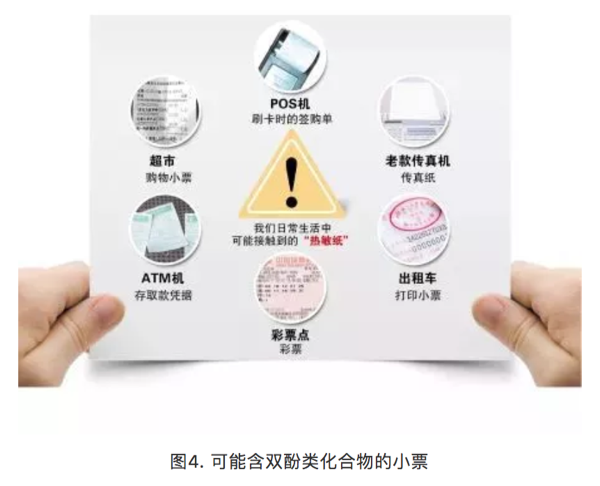 POS机
刷卡时的签购单
超市
购物小票
老款传真机
传真纸
我们日常生活中
可能接触到的“热敏纸”
ATM机
存取款凭据
出租车
打印小票
彩票点
彩票
图4. 可能含双酚类化合物的小票